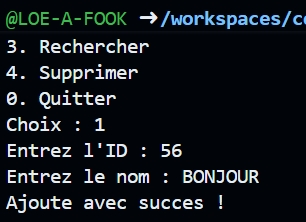 @LOE-A-FOOK ➜/workspaces/c
3. Rechercher
4. Supprimer
0. Quitter
Choix : 1
Entrez l'ID : 56
Entrez le nom : BONJOUR
Ajoute avec succes !